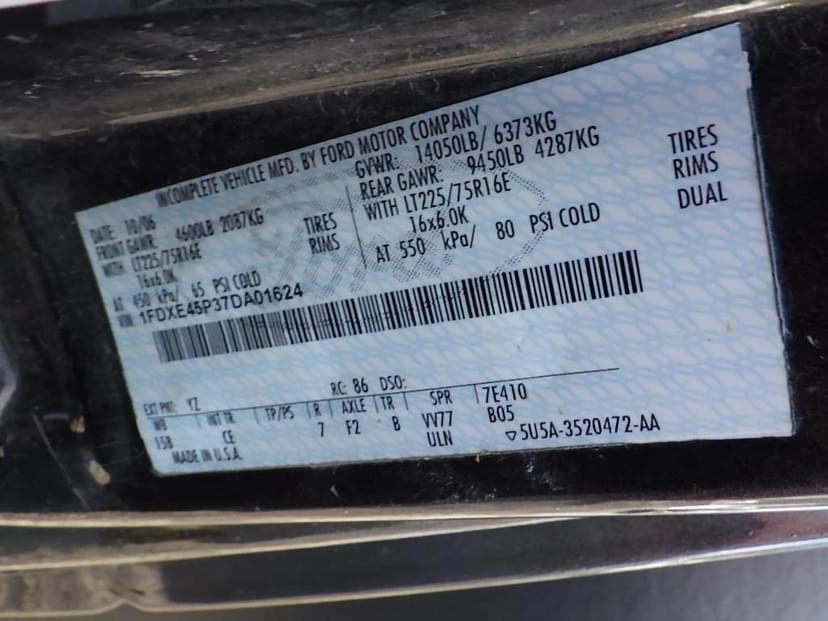 INCOMPLETE VEHICLE MFD. BY FORD MOTOR COMPANY
DATE: 10/06 GVWR: 14050LB/ 6373KG
FRONT GAWR: 4600LB 2087KG REAR GAWR: 9450LB 4287KG
WITH LT225/75R16E TIRES WITH LT225/75R16E TIRES
16x6.0K RIMS 16x6.0K RIMS
AT 450 kPa/ 65 PSI COLD AT 550 kPa/ 80 PSI COLD DUAL
VIN: 1FDXE45P37DA01624
EXT PNT: YZ RC: 86 DSO:
WB INT TR TP/PS R AXLE TR SPR 7E410
158 CE 7 F2 B VV77 B05
MADE IN U.S.A. ULN ▽5U5A-3520472-AA